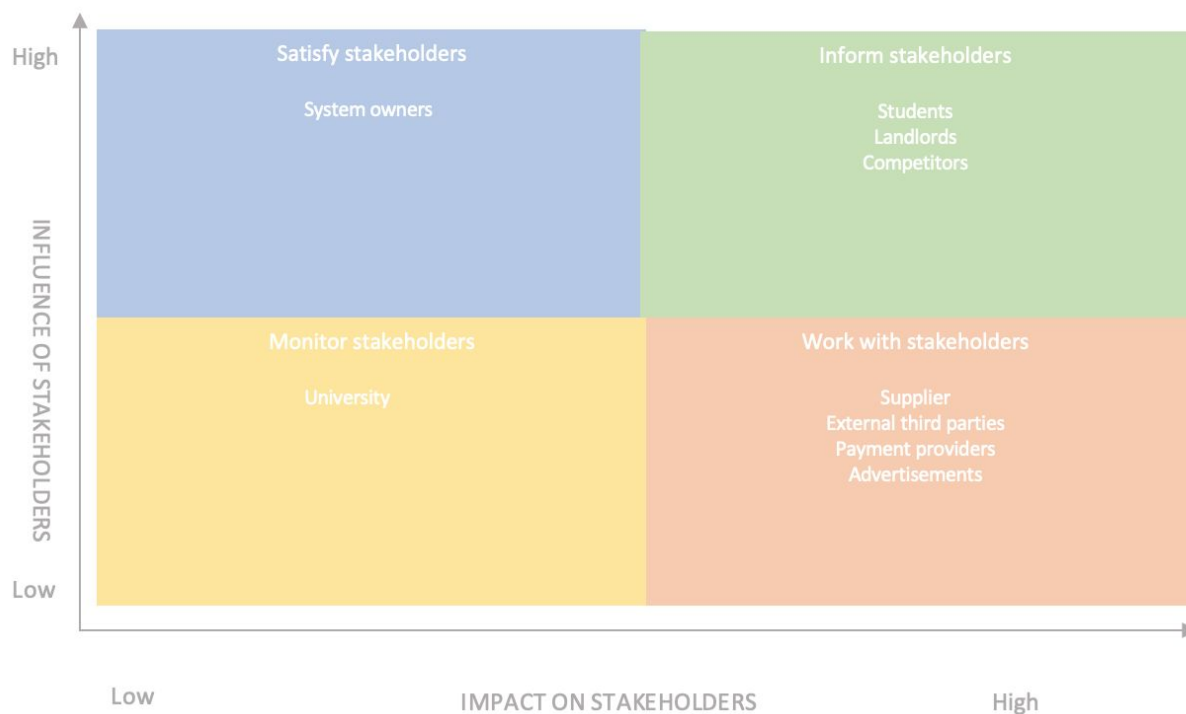 High
Satisfy stakeholders
System owners
Inform stakeholders
Students
Landlords
Competitors
INFLUENCE OF STAKEHOLDERS
Monitor stakeholders
University
Work with stakeholders
Supplier
External third parties
Payment providers
Advertisements
Low
Low
IMPACT ON STAKEHOLDERS
High